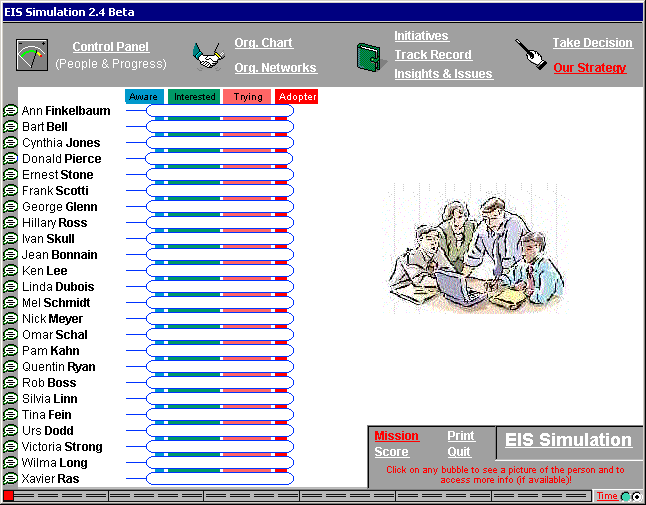 EIS Simulation 2.4 Beta
Control Panel
(People & Progress)
Org. Chart
Org. Networks
Initiatives
Track Record
Insights & Issues
Take Decision
Our Strategy
Aware Interested Trying Adopter
Ann Finkelbaum
Bart Bell
Cynthia Jones
Donald Pierce
Ernest Stone
Frank Scotti
George Glenn
Hillary Ross
Ivan Skull
Jean Bonnain
Ken Lee
Linda Dubois
Mel Schmidt
Nick Meyer
Omar Schal
Pam Kahn
Quentin Ryan
Rob Boss
Silvia Linn
Tina Fein
Urs Dodd
Victoria Strong
Wilma Long
Xavier Ras
Mission Print
Score Quit
EIS Simulation
Click on any bubble to see a picture of the person and to
access more info (if available)!
Time